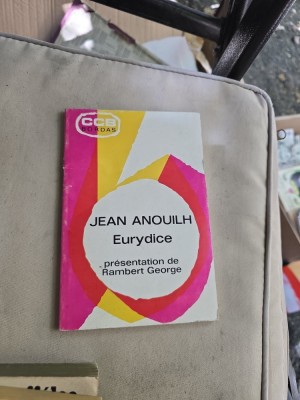 CCB
BORDAS
JEAN ANOUILH
Eurydice
présentation de
Rambert George